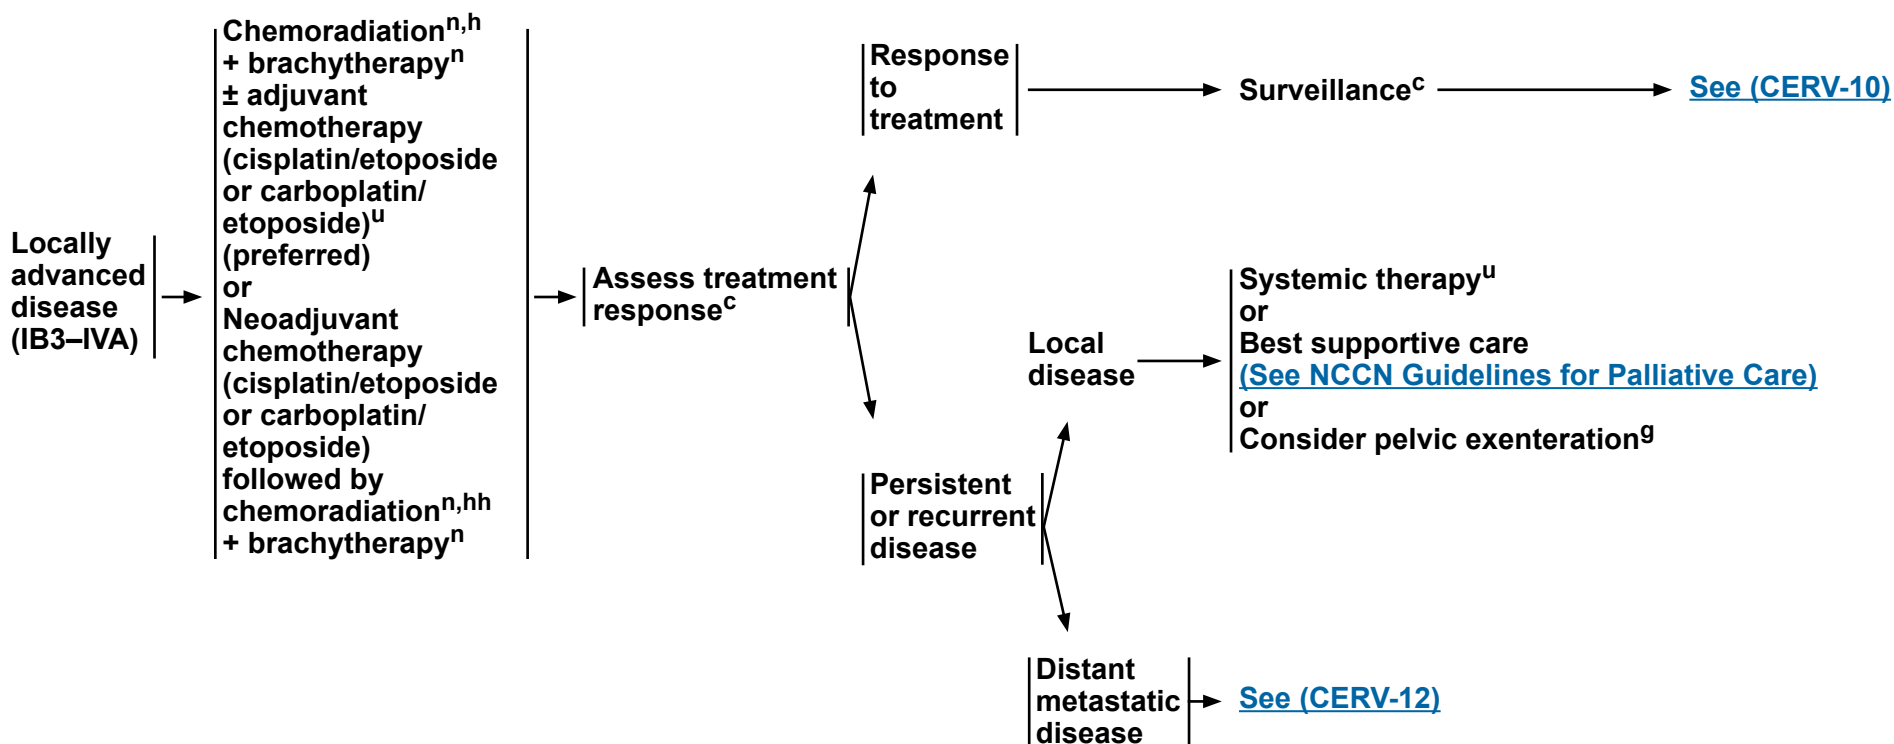 Locally
advanced
disease
(IB3–IVA)
Chemoradiationn,h
+ brachytherapyn
± adjuvant
chemotherapy
(cisplatin/etoposide
or carboplatin/
etoposide)u
(preferred)
or
Neoadjuvant
chemotherapy
(cisplatin/etoposide
or carboplatin/
etoposide)
followed by
chemoradiationn,hh
+ brachytherapyn
Assess treatment
responsec
Response
to
treatment
Surveillancec
See (CERV-10)
Persistent
or recurrent
disease
Local
disease
Systemic therapyu
or
Best supportive care
(See NCCN Guidelines for Palliative Care)
or
Consider pelvic exenterationg
Distant
metastatic
disease
See (CERV-12)